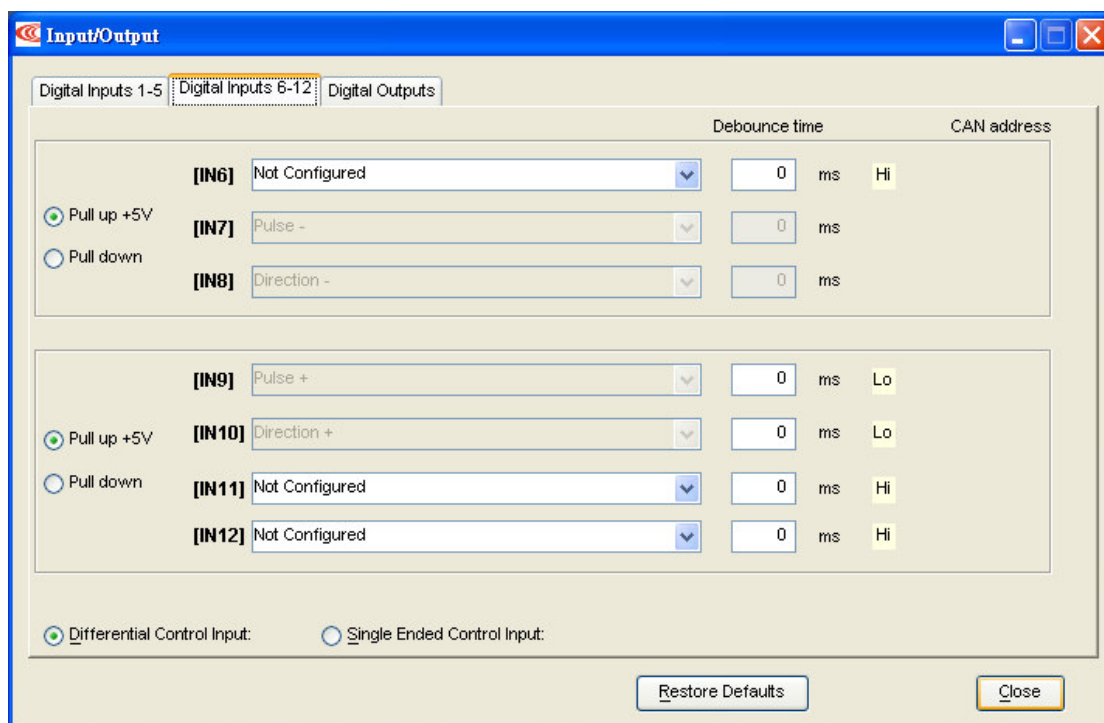 Input/Output
Digital Inputs 1-5 Digital Inputs 6-12 Digital Outputs
Debounce time CAN address
[IN6] Not Configured 0 ms Hi
Pull up +5V
[IN7] Pulse - 0 ms
Pull down
[IN8] Direction - 0 ms
[IN9] Pulse + 0 ms Lo
Pull up +5V
[IN10] Direction + 0 ms Lo
Pull down
[IN11] Not Configured 0 ms Hi
[IN12] Not Configured 0 ms Hi
Differential Control Input: Single Ended Control Input:
Restore Defaults Close